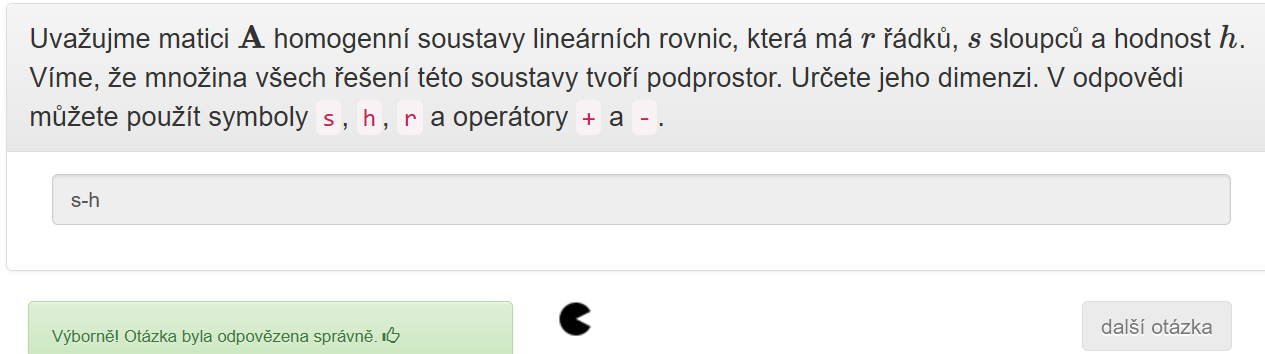 Uvažujme matici A homogenní soustavy lineárních rovnic, která má r řádků, s sloupců a hodnost h.
Víme, že množina všech řešení této soustavy tvoří podprostor. Určete jeho dimenzi. V odpovědi
můžete použít symboly s, h, r a operátory + a -.
s-h
Výborně! Otázka byla odpovězena správně.
další otázka